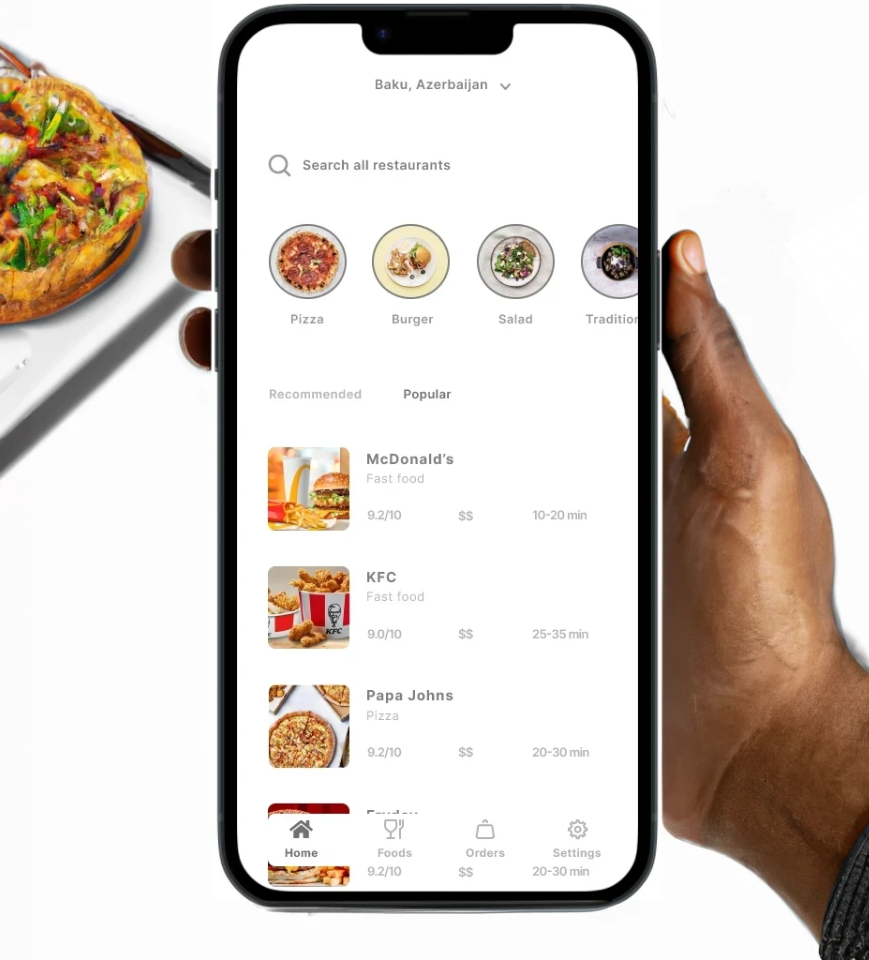 Baku, Azerbaijan
Search all restaurants
Pizza
Burger
Salad
Tradition
Recommended
Popular
McDonald's
Fast food
9.2/10
$$
10-20 min
KFC
Fast food
9.0/10
$$
25-35 min
KFC
Papa Johns
Pizza
9.2/10
$$
20-30 min
Home
Foods
Orders
Settings
9.2/10
$$
20-30 min